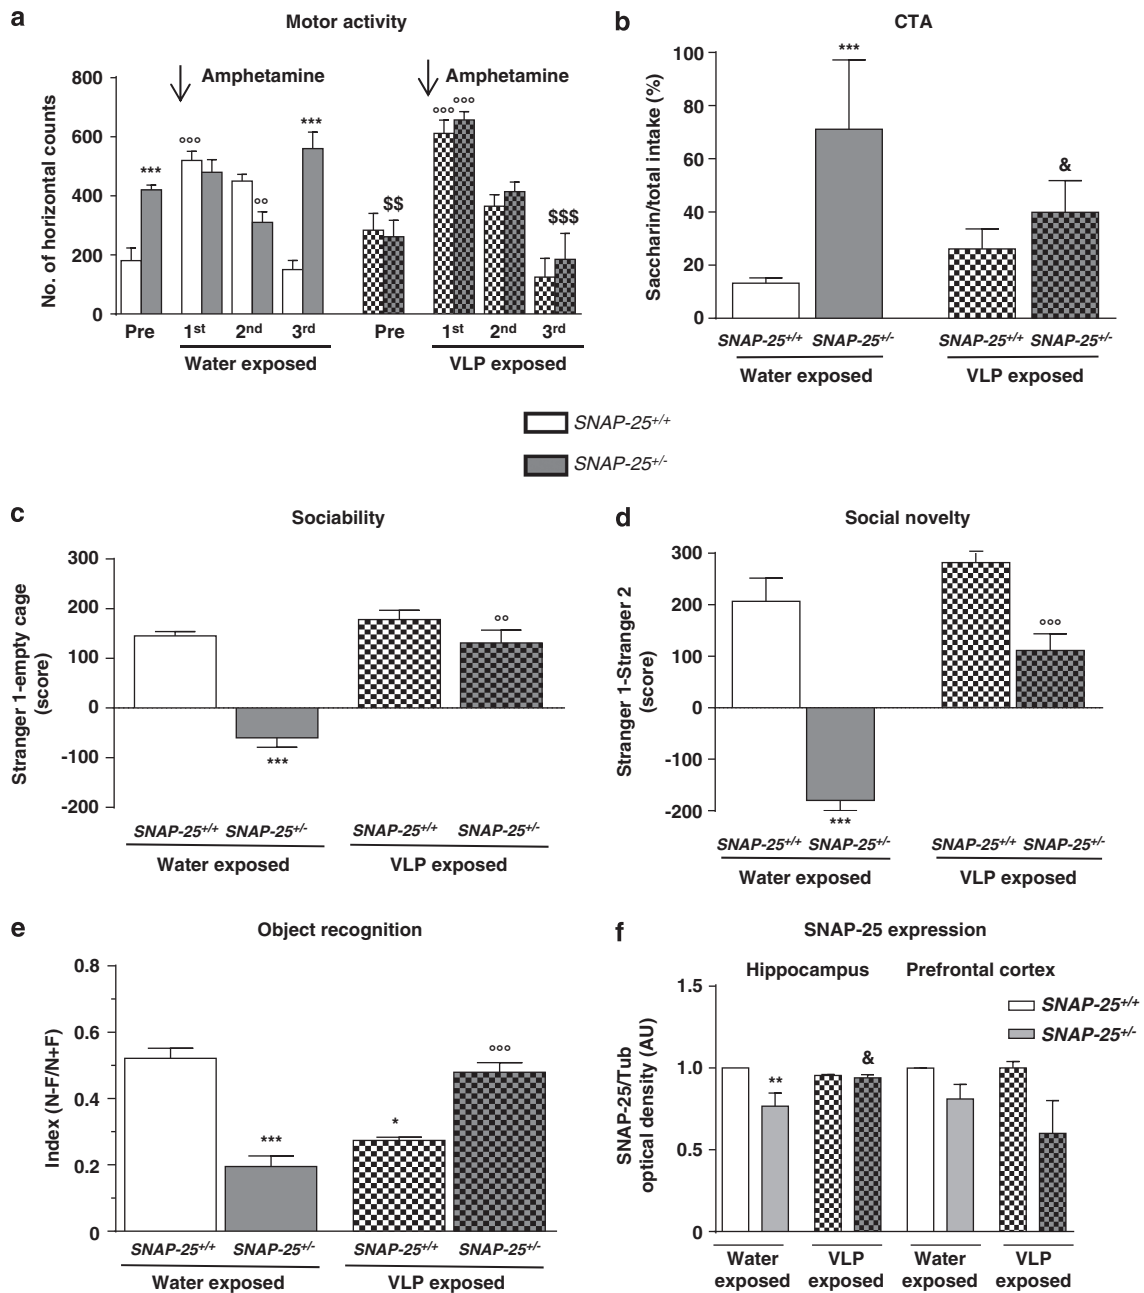 a
Motor activity
No. of horizontal counts
800
600
400
200
0
Amphetamine
Amphetamine
***
°°°
°°
***
$$
°°°
°°°
$$$
Pre
1st
2nd
3rd
Pre
1st
2nd
3rd
Water exposed
VLP exposed
b
CTA
Saccharin/total intake (%)
100
80
60
40
20
0
***
&
SNAP-25+/+
SNAP-25+/-
SNAP-25+/+
SNAP-25+/-
Water exposed
VLP exposed
SNAP-25+/+
SNAP-25+/-
c
Sociability
Stranger 1-empty cage
(score)
300
200
100
0
-100
-200
***
°°
SNAP-25+/+
SNAP-25+/-
SNAP-25+/+
SNAP-25+/-
Water exposed
VLP exposed
d
Social novelty
Stranger 1-Stranger 2
(score)
300
200
100
0
-100
-200
***
°°°
SNAP-25+/+
SNAP-25+/-
SNAP-25+/+
SNAP-25+/-
Water exposed
VLP exposed
e
Object recognition
Index (N-F/N+F)
0.8
0.6
0.4
0.2
0
***
*
°°°
SNAP-25+/+
SNAP-25+/-
SNAP-25+/+
SNAP-25+/-
Water exposed
VLP exposed
f
SNAP-25 expression
Hippocampus
Prefrontal cortex
SNAP-25/Tub
optical density (AU)
1.5
1.0
0.5
0
SNAP-25+/+
SNAP-25+/-
**
&
Water
exposed
VLP
exposed
Water
exposed
VLP
exposed